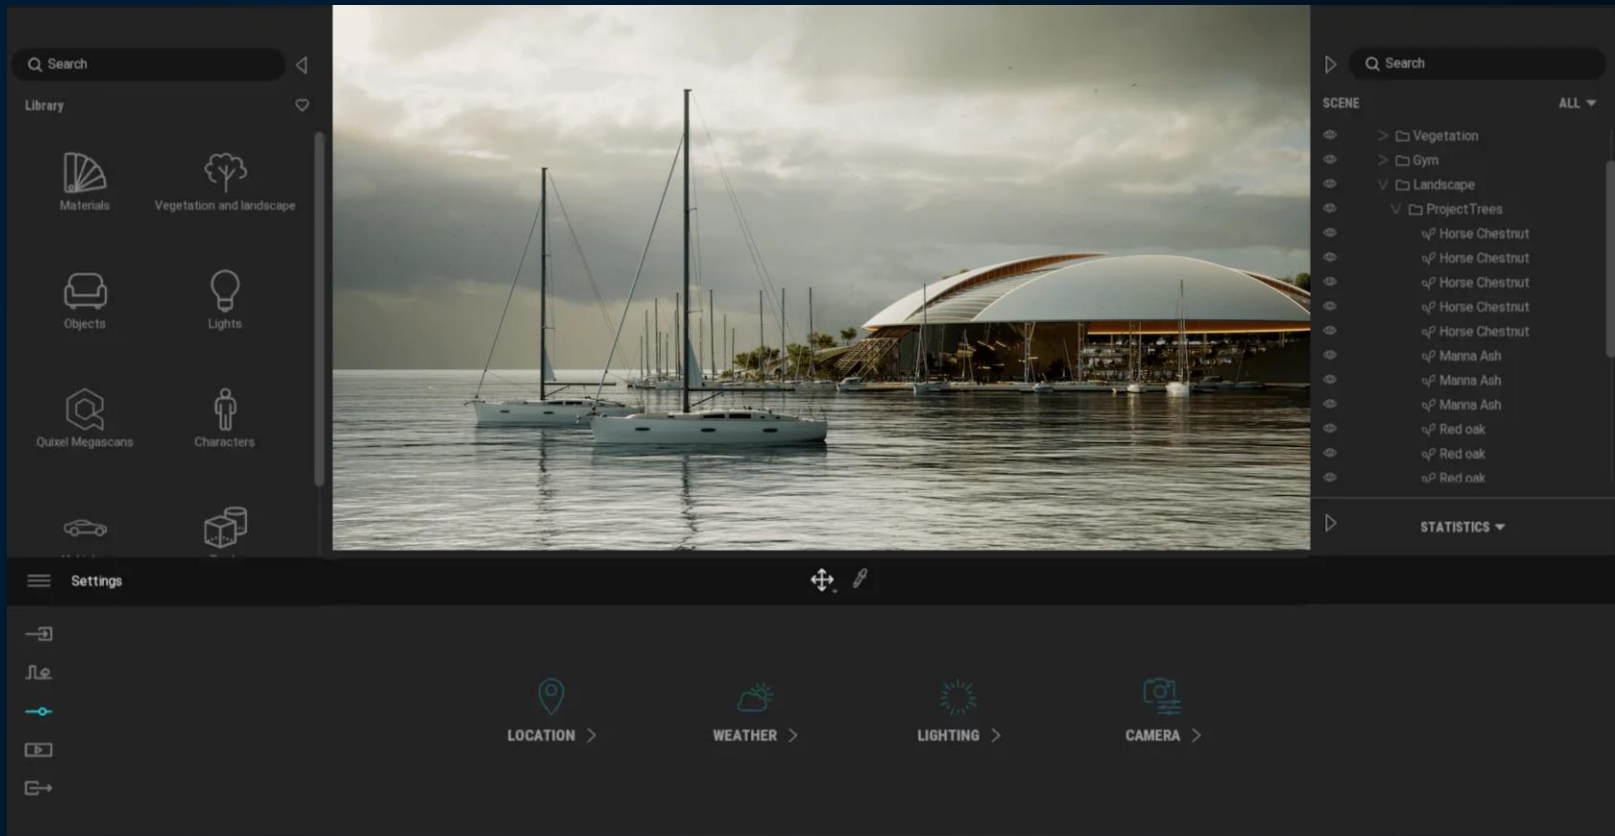 Search
Library
Materials
Vegetation and landscape
Objects
Lights
Quixel Megascans
Characters
Search
SCENE
ALL
Vegetation
Gym
Landscape
ProjectTrees
Horse Chestnut
Horse Chestnut
Horse Chestnut
Horse Chestnut
Horse Chestnut
Manna Ash
Manna Ash
Manna Ash
Red oak
Red oak
Red oak
STATISTICS
Settings
LOCATION
WEATHER
LIGHTING
CAMERA